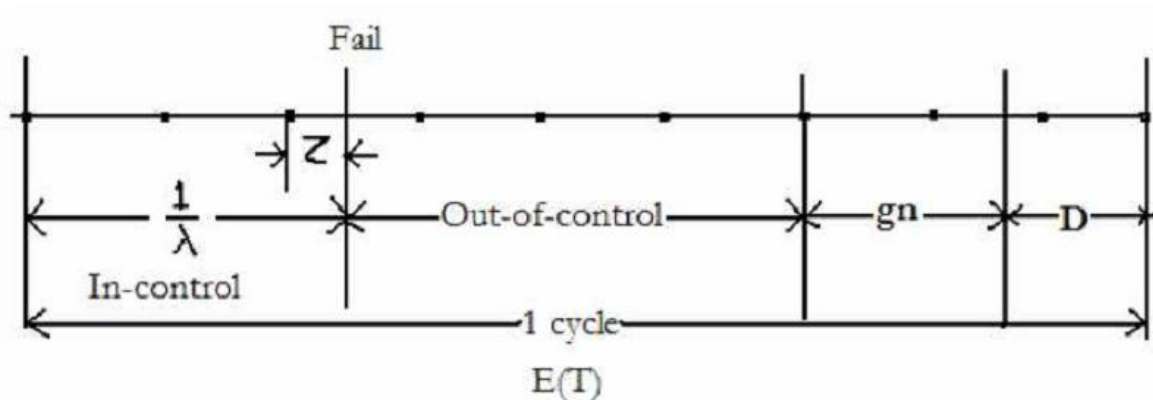 Fail
Z
1
λ
Out-of-control
gn
D
In-control
1 cycle
E(T)